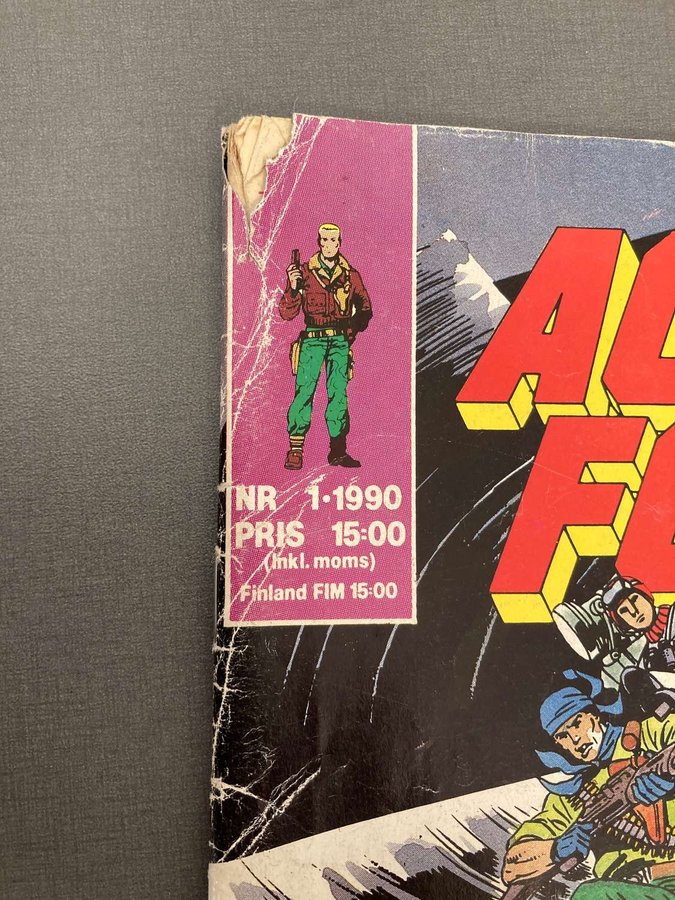 NR 1·1990
PRIS 15:00
(inkl. moms)
Finland FIM 15:00